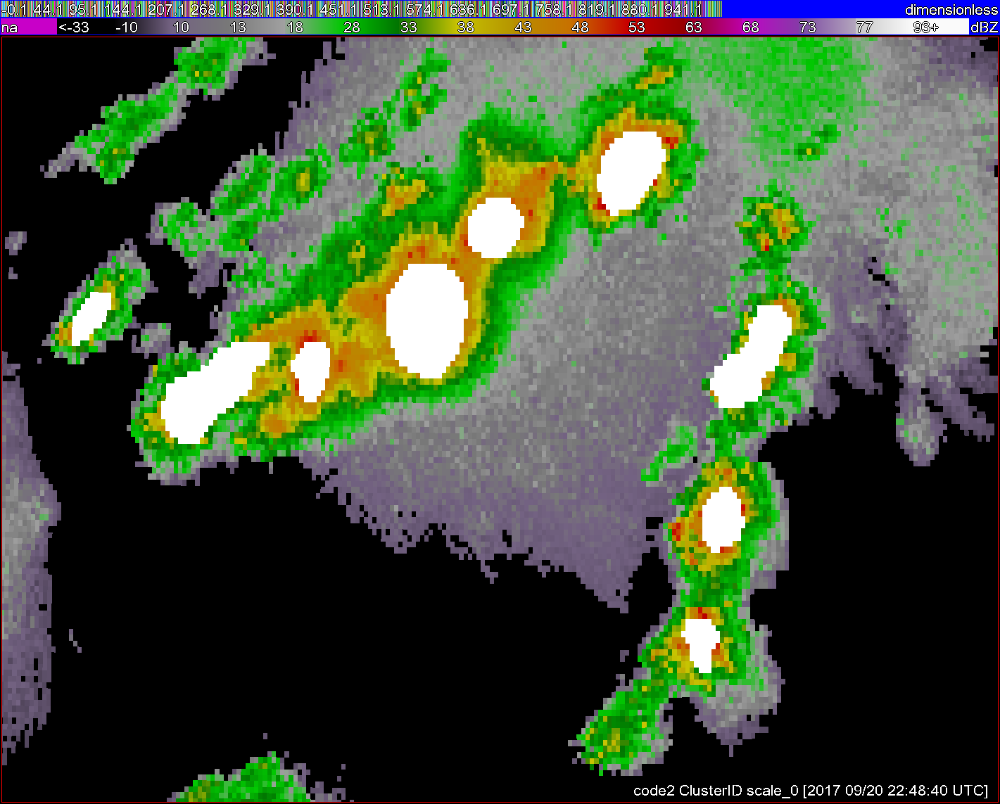 -0.1 44.1 95.1 144.1 207.1 268.1 329.1 390.1 451.1 513.1 574.1 636.1 697.1 758.1 819.1 880.1 941.1 dimensionless
na <-33 -10 10 13 18 28 33 38 43 48 53 63 68 73 77 93+ dBZ
code2 ClusterID scale_0 [2017 09/20 22:48:40 UTC]